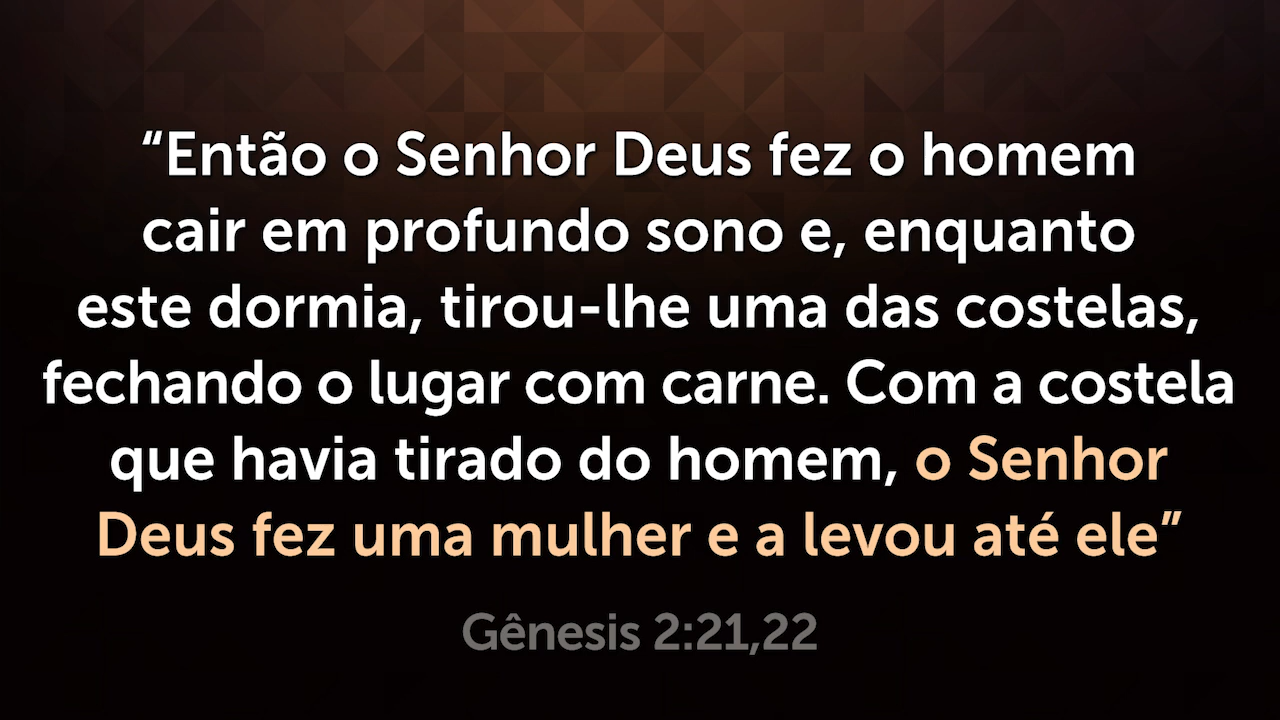 “Então o Senhor Deus fez o homem
cair em profundo sono e, enquanto
este dormia, tirou-lhe uma das costelas,
fechando o lugar com carne. Com a costela
que havia tirado do homem, o Senhor
Deus fez uma mulher e a levou até ele”
Gênesis 2:21,22